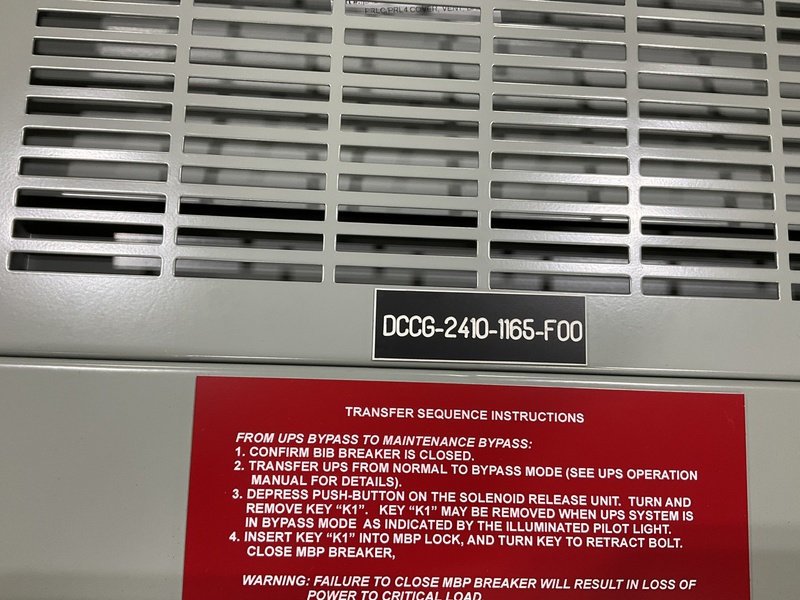 DCCG-2410-1165-F00
TRANSFER SEQUENCE INSTRUCTIONS
FROM UPS BYPASS TO MAINTENANCE BYPASS:
1. CONFIRM BIB BREAKER IS CLOSED.
2. TRANSFER UPS FROM NORMAL TO BYPASS MODE (SEE UPS OPERATION
MANUAL FOR DETAILS).
3. DEPRESS PUSH-BUTTON ON THE SOLENOID RELEASE UNIT. TURN AND
REMOVE KEY “K1”. KEY “K1” MAY BE REMOVED WHEN UPS SYSTEM IS
IN BYPASS MODE AS INDICATED BY THE ILLUMINATED PILOT LIGHT.
4. INSERT KEY “K1” INTO MBP LOCK, AND TURN KEY TO RETRACT BOLT.
CLOSE MBP BREAKER,
WARNING: FAILURE TO CLOSE MBP BREAKER WILL RESULT IN LOSS OF
POWER TO CRITICAL LOAD.